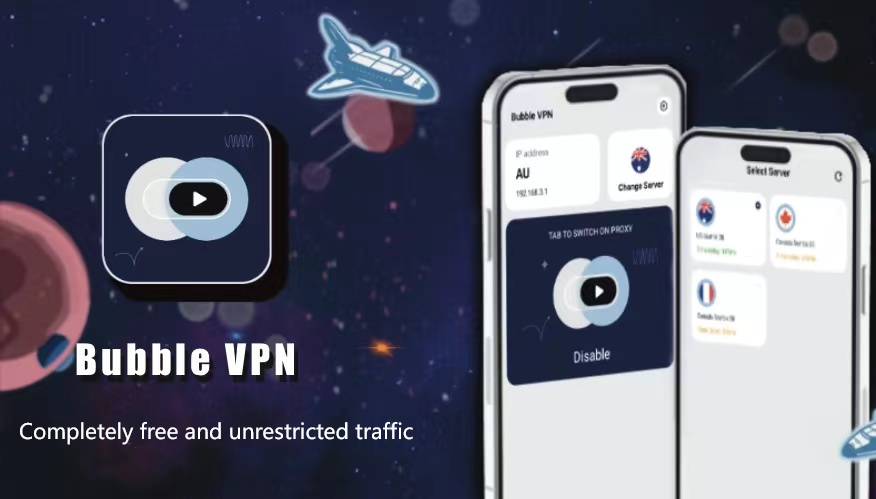 Bubble VPN
Completely free and unrestricted traffic
Bubble VPN
IP address
AU
192.168.3.1
Change Server
TAB TO SWITCH ON PROXY
Disable
Select Server